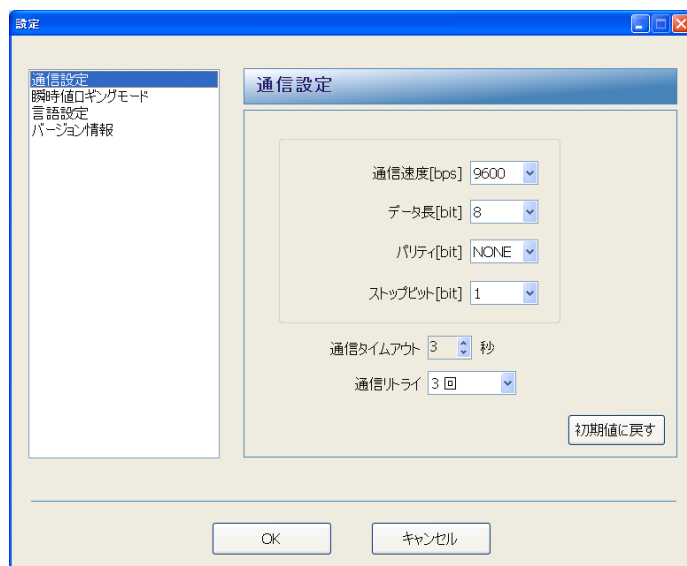 設定
通信設定
瞬時値ロギングモード
言語設定
バージョン情報
通信設定
通信速度[bps] 9600
データ長[bit] 8
パリティ[bit] NONE
ストップビット[bit] 1
通信タイムアウト 3 秒
通信リトライ 3 回
初期値に戻す
OK キャンセル